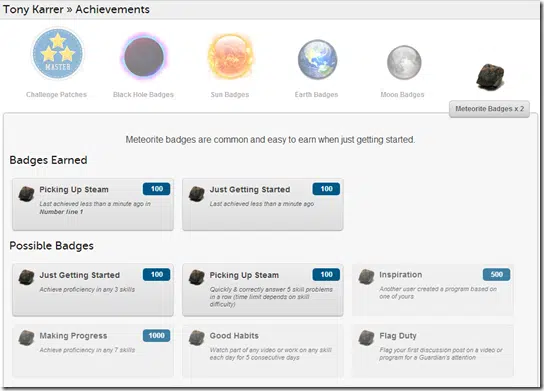 Tony Karrer » Achievements
MASTER
Challenge Patches
Black Hole Badges
Sun Badges
Earth Badges
Moon Badges
Meteorite Badges x 2
Meteorite badges are common and easy to earn when just getting started.
Badges Earned
Picking Up Steam 100
Last achieved less than a minute ago in
Number line 1
Just Getting Started 100
Last achieved less than a minute ago
Possible Badges
Just Getting Started 100
Achieve proficiency in any 3 skills
Picking Up Steam 100
Quickly & correctly answer 5 skill problems
in a row (time limit depends on skill
difficulty)
Inspiration 500
Another user created a program based on
one of yours
Making Progress 1000
Achieve proficiency in any 7 skills
Good Habits
Watch part of any video or work on any skill
each day for 5 consecutive days
Flag Duty
Flag your first discussion post on a video or
program for a Guardian's attention